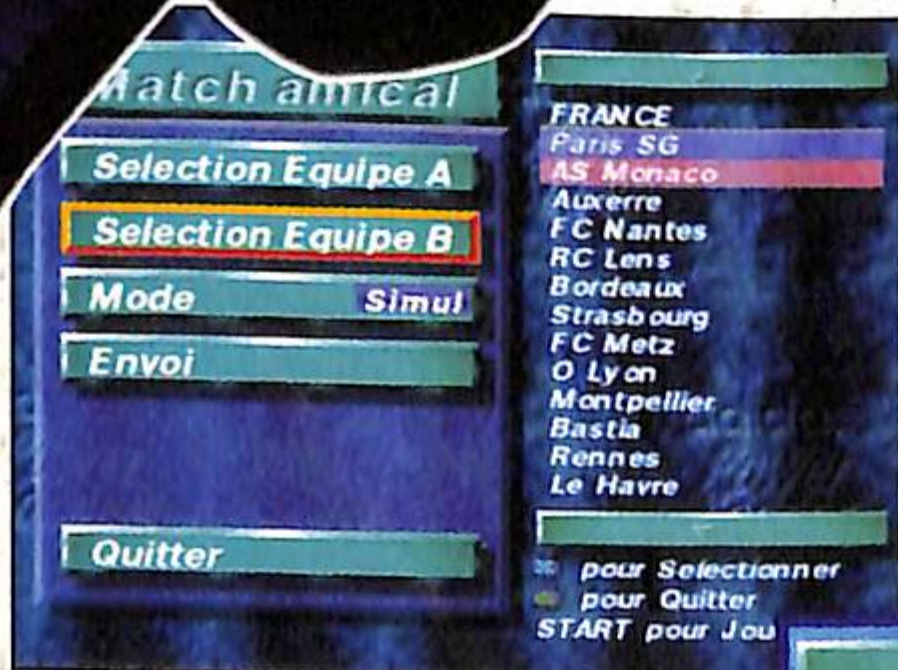 Match amical
Selection Equipe A
Selection Equipe B
Mode Simul
Envoi
Quitter
FRANCE
Paris SG
AS Monaco
Auxerre
FC Nantes
RC Lens
Bordeaux
Strasbourg
FC Metz
O Lyon
Montpellier
Bastia
Rennes
Le Havre
pour Selectionner
pour Quitter
START pour Jou